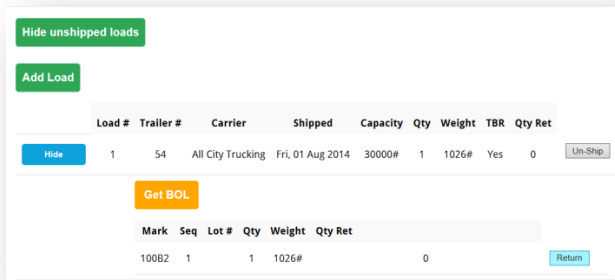 Hide unshipped loads
Add Load
Load # Trailer # Carrier Shipped Capacity Qty Weight TBR Qty Ret
Hide 1 54 All City Trucking Fri, 01 Aug 2014 30000# 1 1026# Yes 0 Un-Ship
Get BOL
Mark Seq Lot # Qty Weight Qty Ret
100B2 1 1 1026# 0 Return